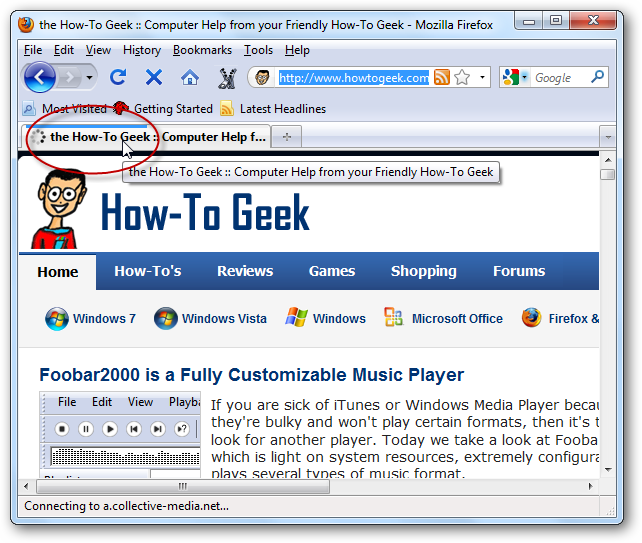 the How-To Geek :: Computer Help from your Friendly How-To Geek - Mozilla Firefox
File Edit View History Bookmarks Tools Help
http://www.howtogeek.com Google
Most Visited Getting Started Latest Headlines
the How-To Geek :: Computer Help f...
the How-To Geek :: Computer Help from your Friendly How-To Geek
How-To Geek
Home How-To's Reviews Games Shopping Forums
Windows 7 Windows Vista Windows Microsoft Office Firefox &
Foobar2000 is a Fully Customizable Music Player
File Edit View Playba
If you are sick of iTunes or Windows Media Player becau
they're bulky and won't play certain formats, then it's t
look for another player. Today we take a look at Fooba
which is light on system resources, extremely configura
plays several types of music format.
Connecting to a.collective-media.net...